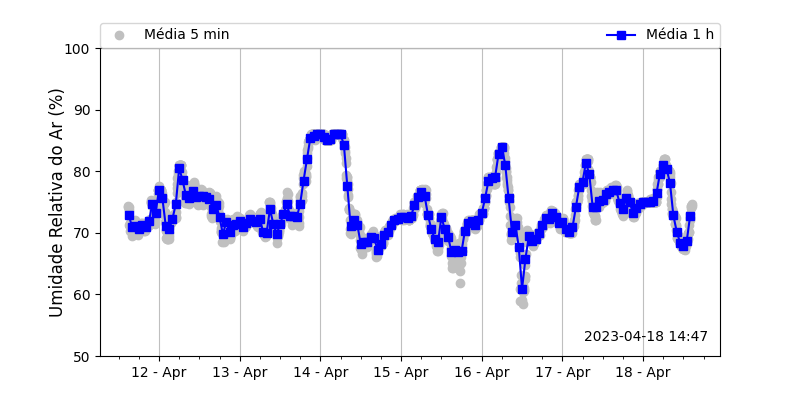 Média 5 min
Média 1 h
Umidade Relativa do Ar (%)
100
90
80
70
60
50
2023-04-18 14:47
12 - Apr
13 - Apr
14 - Apr
15 - Apr
16 - Apr
17 - Apr
18 - Apr